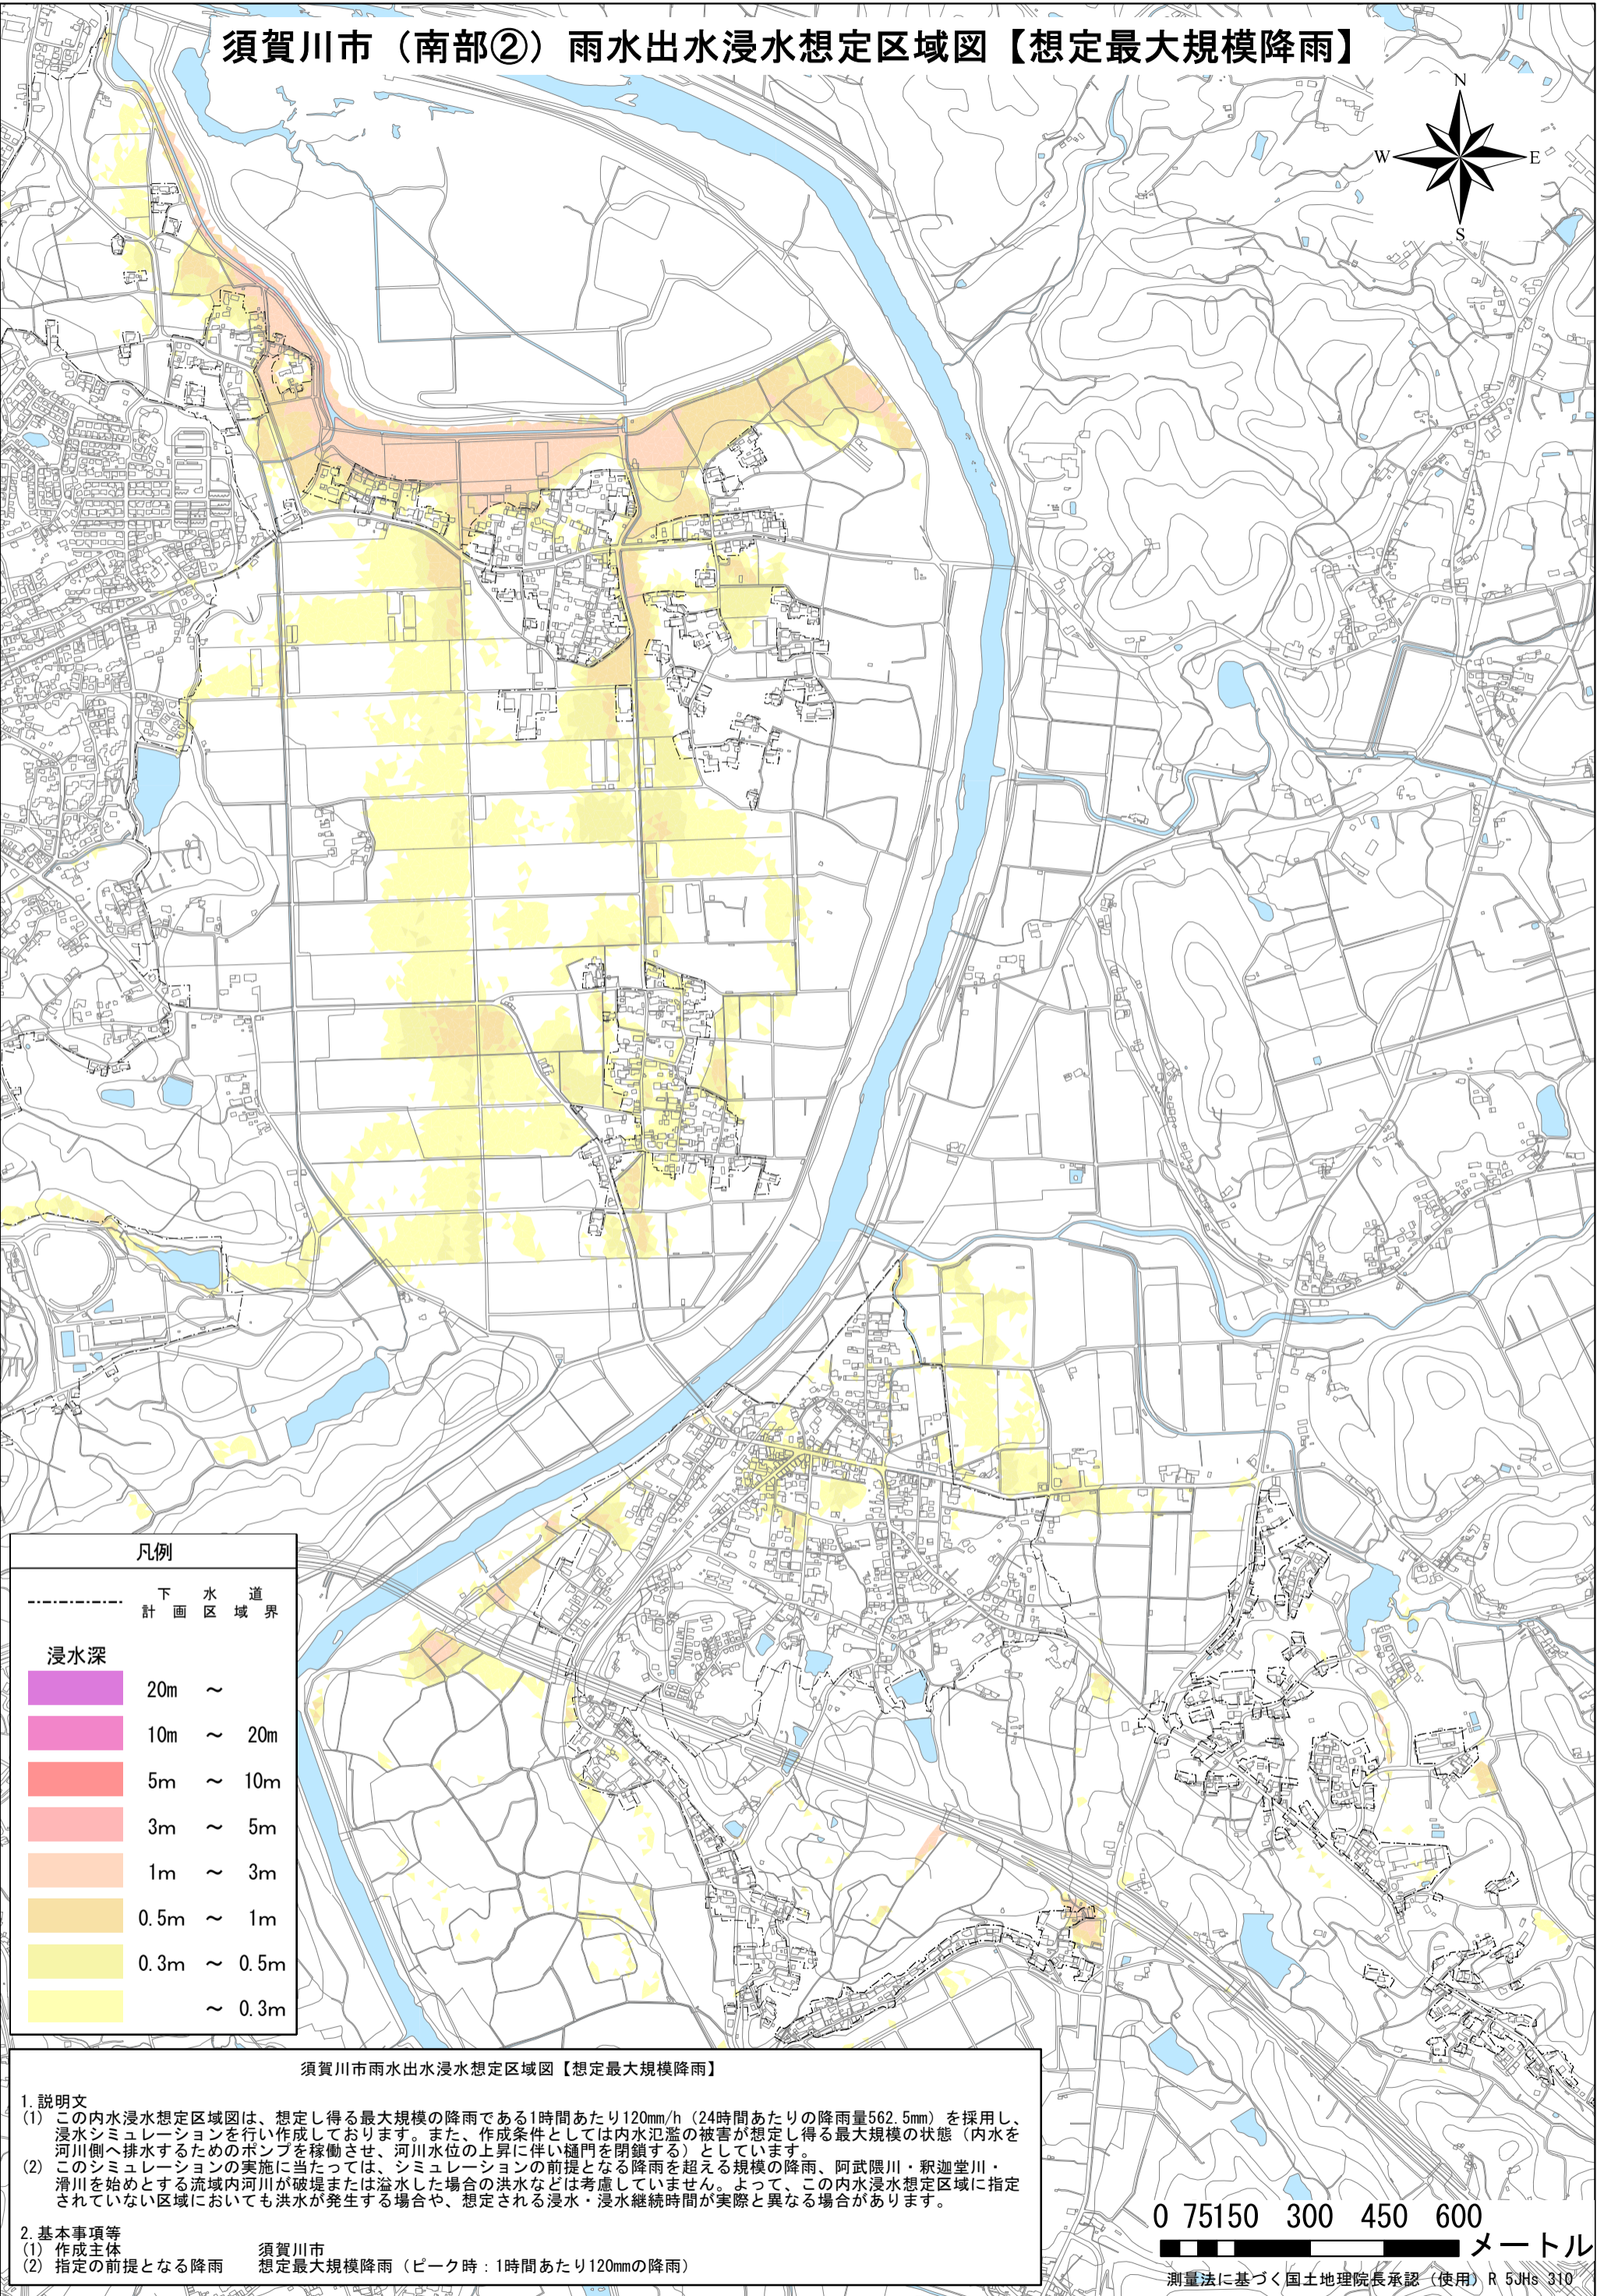 須賀川市（南部②）雨水出水浸水想定区域図【想定最大規模降雨】
N
W
E
S
凡例
下水道
計画区域界
浸水深
20m ～
10m ～ 20m
5m ～ 10m
3m ～ 5m
1m ～ 3m
0.5m ～ 1m
0.3m ～ 0.5m
～ 0.3m
須賀川市雨水出水浸水想定区域図【想定最大規模降雨】
1.説明文
(1) この内水浸水想定区域図は、想定し得る最大規模の降雨である1時間あたり120mm/h（24時間あたりの降雨量562.5mm）を採用し、
浸水シミュレーションを行い作成しております。また、作成条件としては内水氾濫の被害が想定し得る最大規模の状態（内水を
河川側へ排水するためのポンプを稼働させ、河川水位の上昇に伴い樋門を閉鎖する）としています。
(2) このシミュレーションの実施に当たっては、シミュレーションの前提となる降雨を超える規模の降雨、阿武隈川・釈迦堂川・
滑川を始めとする流域内河川が破堤または溢水した場合の洪水などは考慮していません。よって、この内水浸水想定区域に指定
されていない区域においても洪水が発生する場合や、想定される浸水・浸水継続時間が実際と異なる場合があります。
2.基本事項等
(1) 作成主体 須賀川市
(2) 指定の前提となる降雨 想定最大規模降雨（ピーク時：1時間あたり120mmの降雨）
0 75150 300 450 600
メートル
測量法に基づく国土地理院長承認（使用）R 5JHs 310